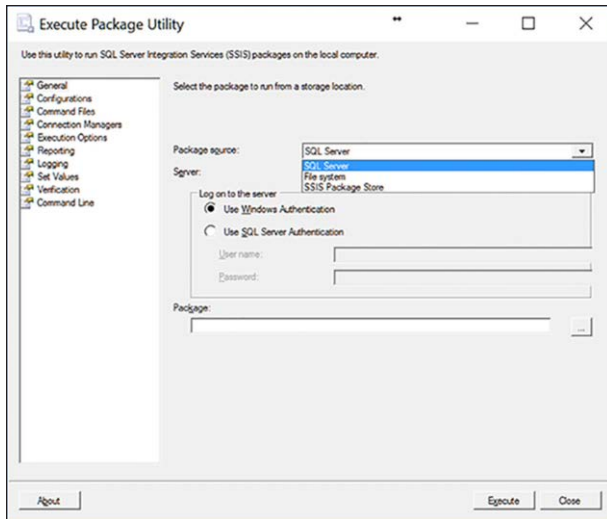 Execute Package Utility
Use this utility to run SQL Server Integration Services (SSIS) packages on the local computer.
General
Configurations
Command Files
Connection Managers
Execution Options
Reporting
Logging
Set Values
Verification
Command Line
Select the package to run from a storage location.
Package source: SQL Server
SQL Server
File system
SSIS Package Store
Server:
Log on to the server
Use Windows Authentication
Use SQL Server Authentication
User name:
Password:
Package:
...
About Execute Close